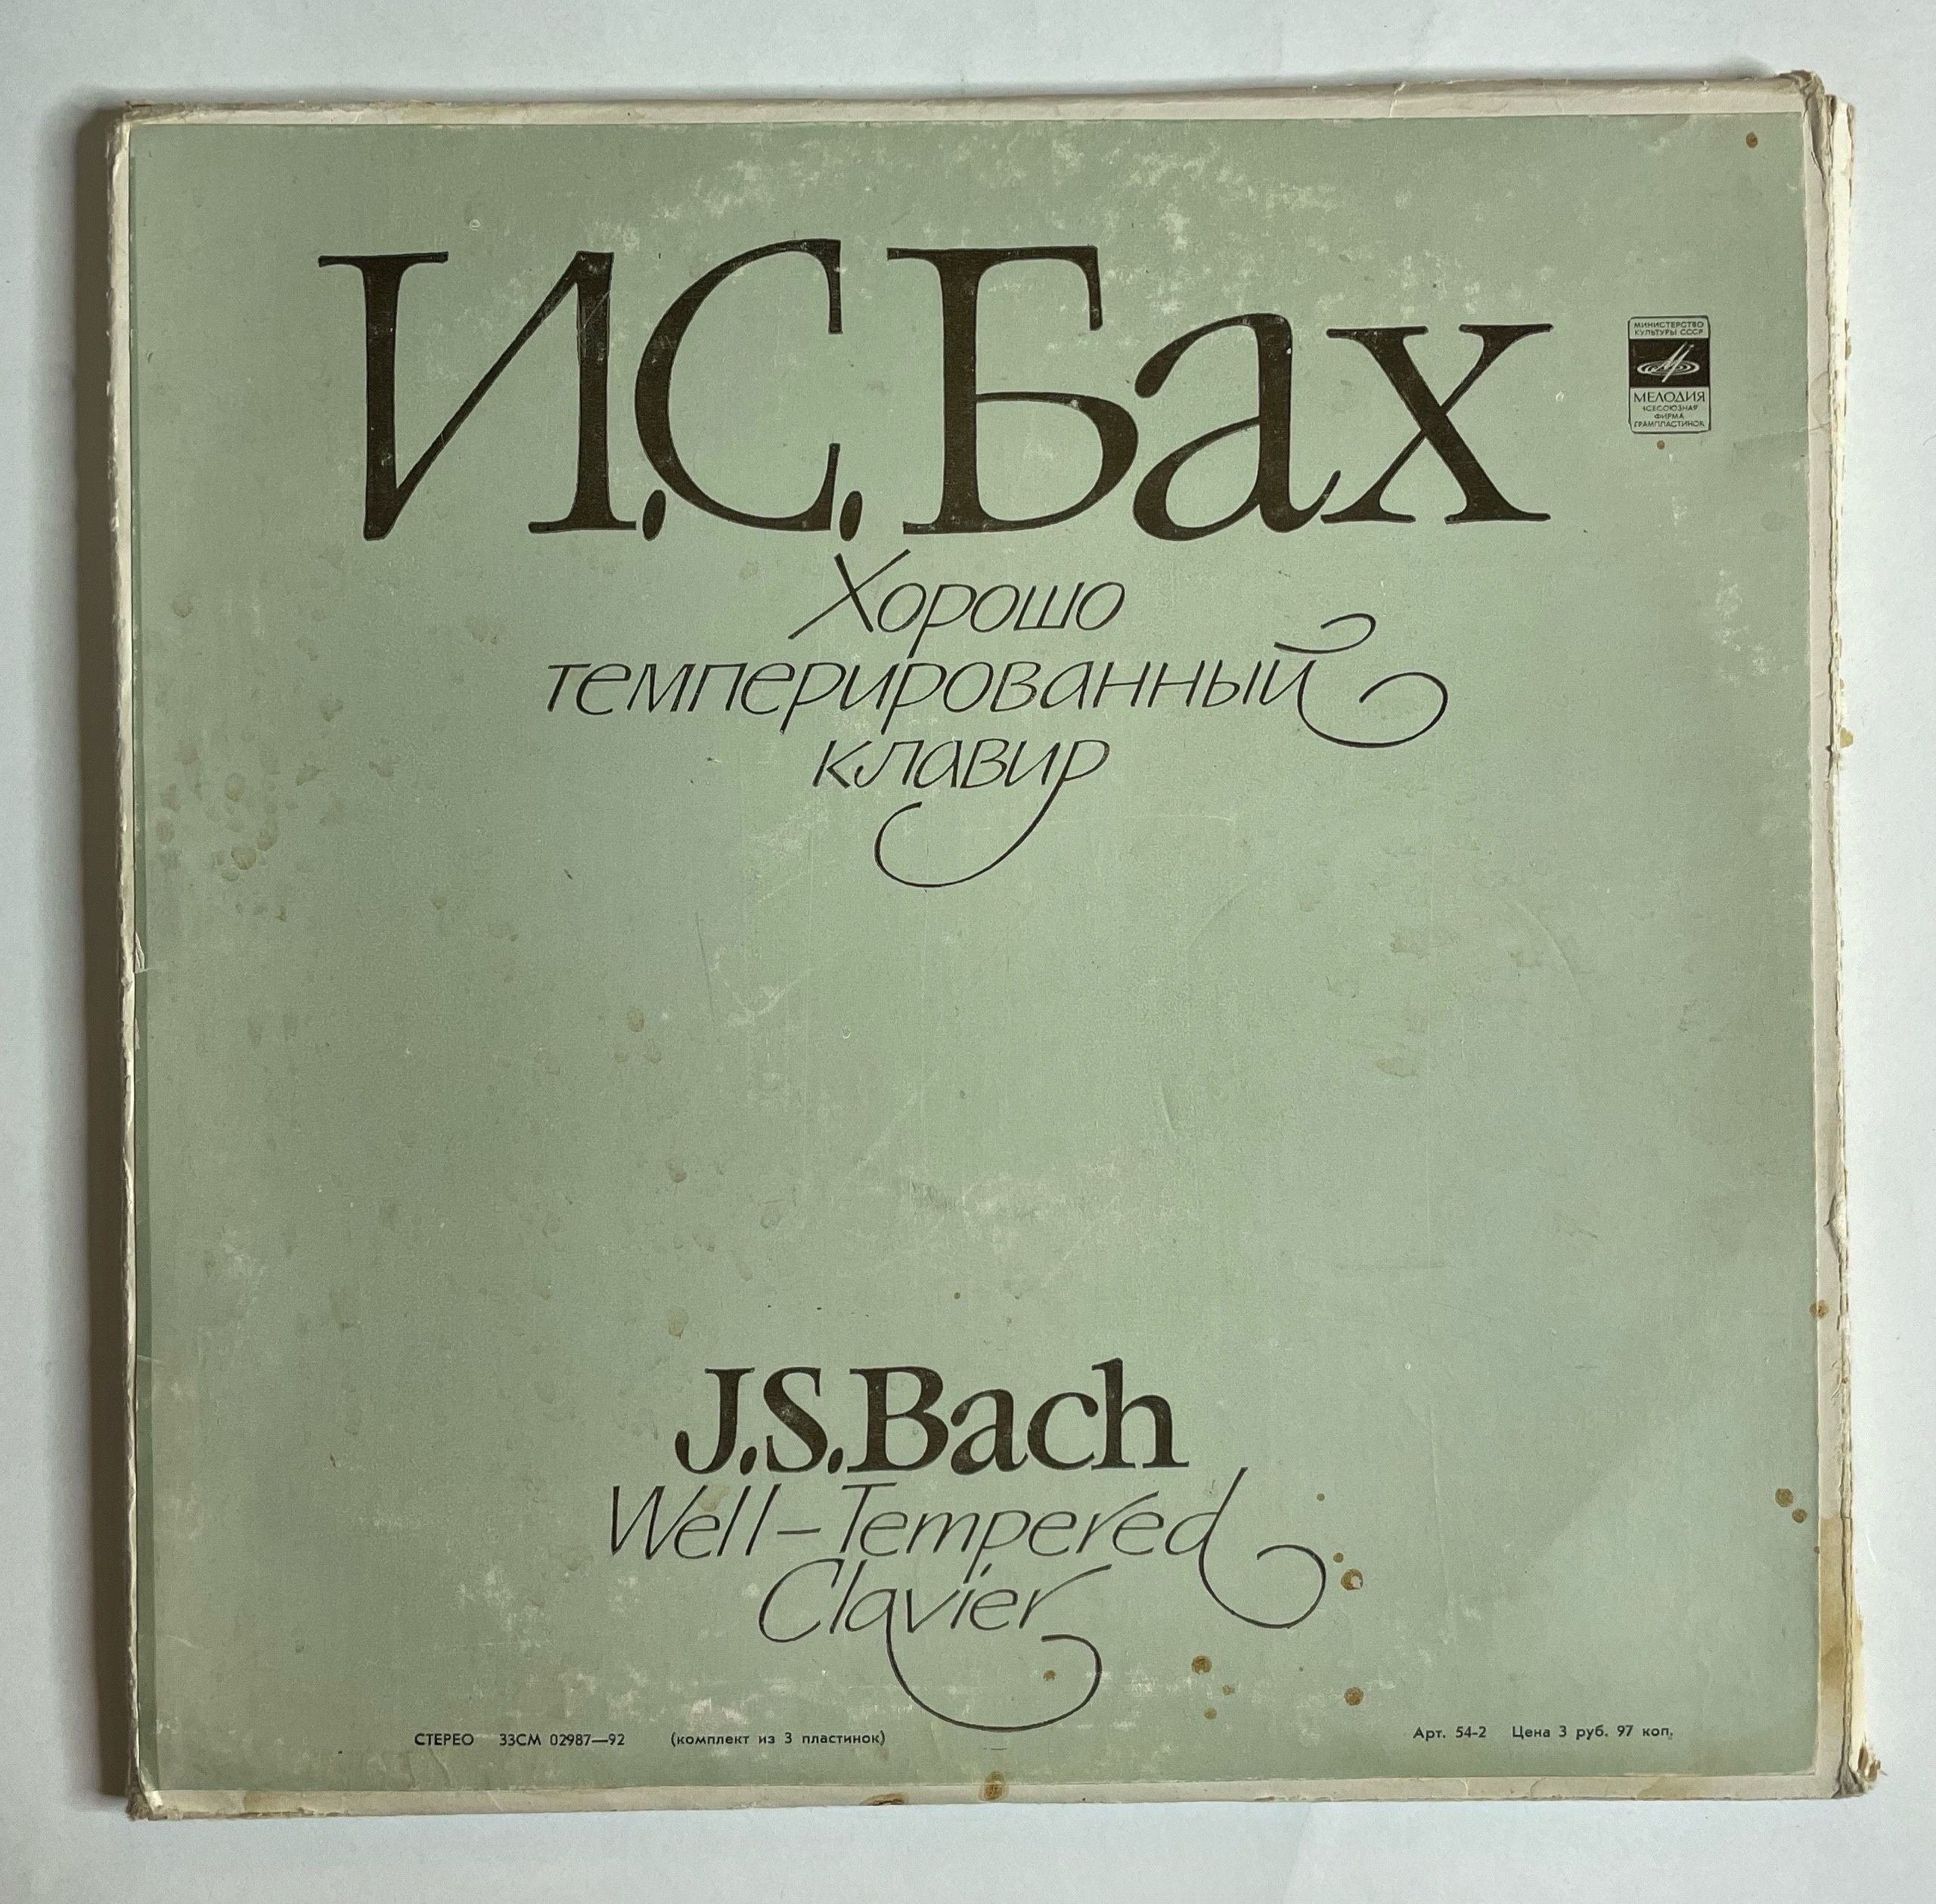 И.С. Бах
МИНИСТЕРСТВО
КУЛЬТУРЫ СССР
МЕЛОДИЯ
ВСЕСОЮЗНАЯ
ФИРМА
ГРАМПЛАСТИНОК
Хорошо
темперированный
клавир
J.S.Bach
Well-Tempered
Clavier
СТЕРЕО 33СМ 02987—92 (комплект из 3 пластинок) Арт. 54-2 Цена 3 руб. 97 коп.